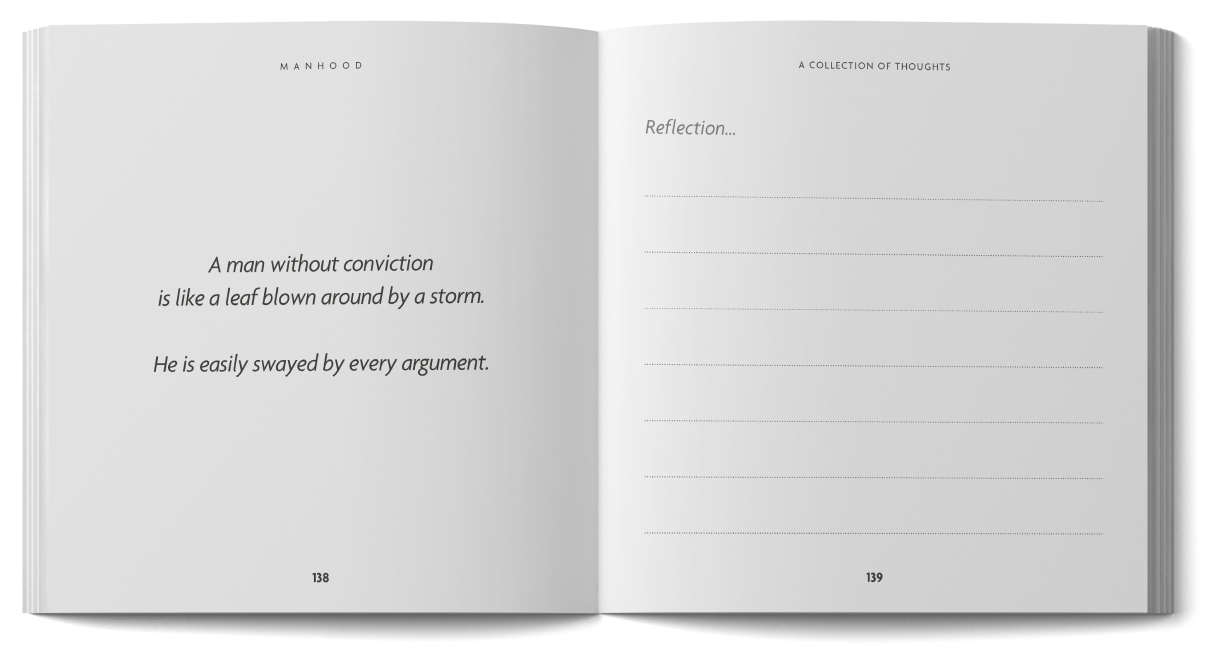 MANHOOD
A man without conviction
is like a leaf blown around by a storm.
He is easily swayed by every argument.
138
A COLLECTION OF THOUGHTS
Reflection...
139